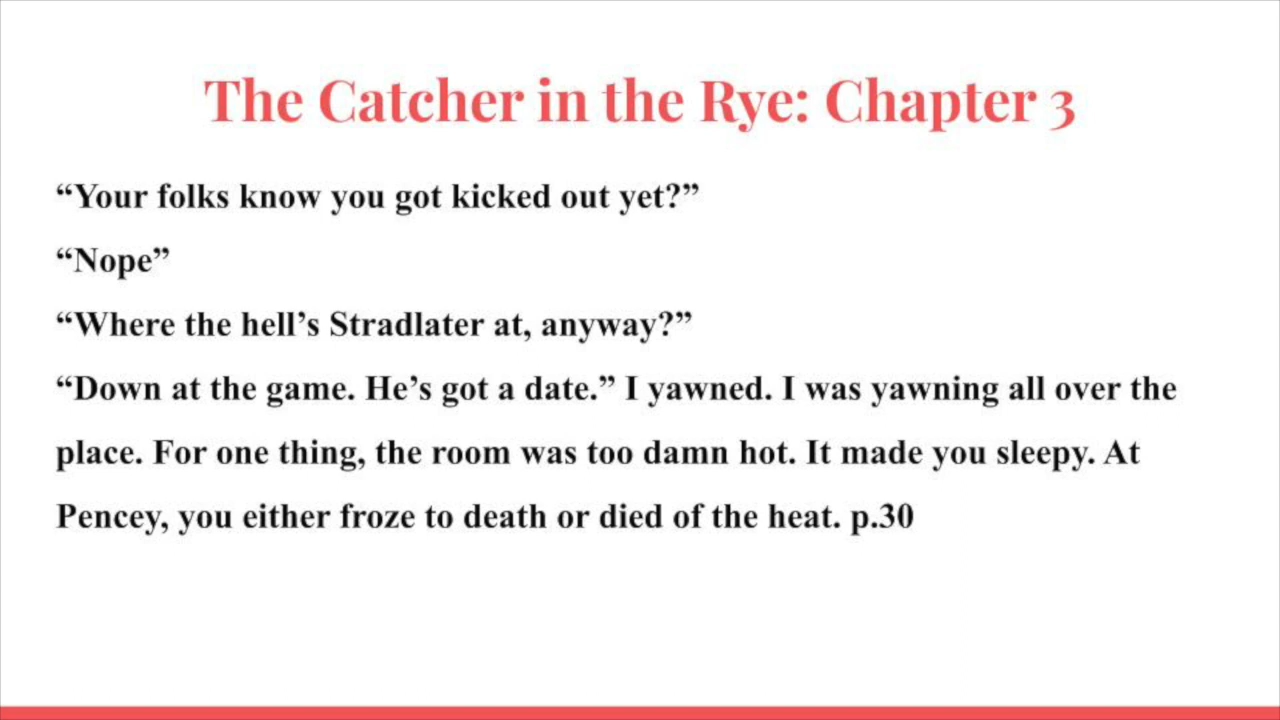 The Catcher in the Rye: Chapter 3
“Your folks know you got kicked out yet?”
“Nope”
“Where the hell’s Stradlater at, anyway?”
“Down at the game. He’s got a date.” I yawned. I was yawning all over the
place. For one thing, the room was too damn hot. It made you sleepy. At
Pencey, you either froze to death or died of the heat. p.30